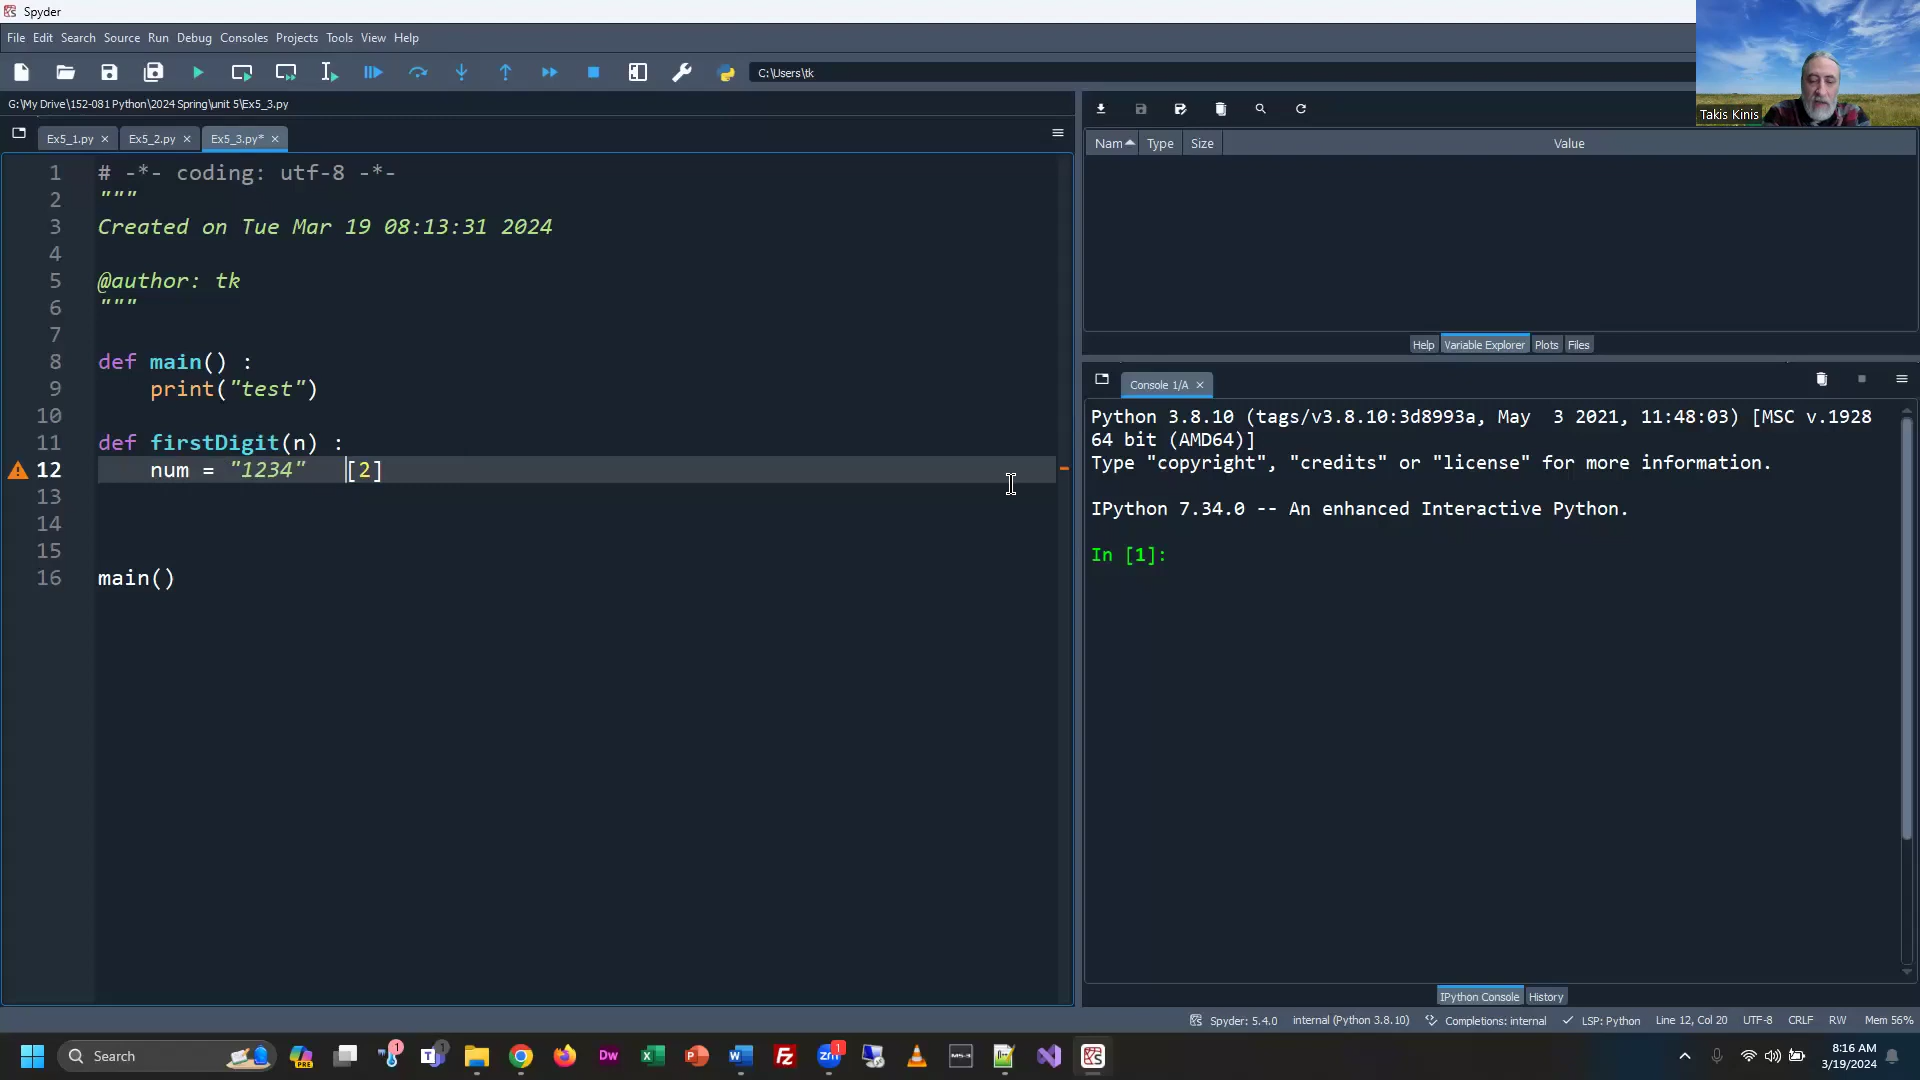 Spyder
File Edit Search Source Run Debug Consoles Projects Tools View Help
C:\Users\tk
G:\My Drive\152-081 Python\2024 Spring\unit 5\Ex5_3.py
Ex5_1.py
Ex5_2.py
Ex5_3.py*
1 # -*- coding: utf-8 -*-
2 """
3 Created on Tue Mar 19 08:13:31 2024
4
5 @author: tk
6 """
7
8 def main() :
9 print("test")
10
11 def firstDigit(n) :
12 num = "1234" [2]
13
14
15
16 main()
Takis Kinis
Nam Type Size Value
Help Variable Explorer Plots Files
Console 1/A
Python 3.8.10 (tags/v3.8.10:3d8993a, May 3 2021, 11:48:03) [MSC v.1928
64 bit (AMD64)]
Type "copyright", "credits" or "license" for more information.
IPython 7.34.0 -- An enhanced Interactive Python.
In [1]:
IPython Console History
Spyder: 5.4.0 internal (Python 3.8.10) Completions: internal LSP: Python Line 12, Col 20 UTF-8 CRLF RW Mem 56%
Search
PRE
1
1
Dw
zm
1
8:16 AM
3/19/2024